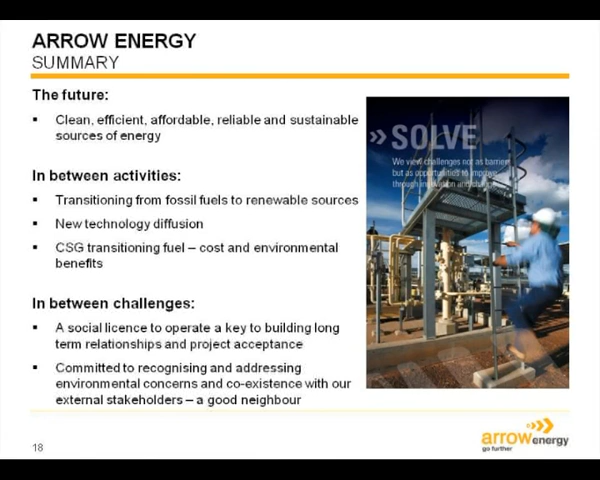 ARROW ENERGY
SUMMARY
The future:
▪ Clean, efficient, affordable, reliable and sustainable
sources of energy
In between activities:
▪ Transitioning from fossil fuels to renewable sources
▪ New technology diffusion
▪ CSG transitioning fuel – cost and environmental
benefits
In between challenges:
▪ A social licence to operate a key to building long
term relationships and project acceptance
▪ Committed to recognising and addressing
environmental concerns and co-existence with our
external stakeholders – a good neighbour
» SOLVE
We view challenges not as barriers
but as opportunities to improve
through innovation and change
18
arrow energy
go further